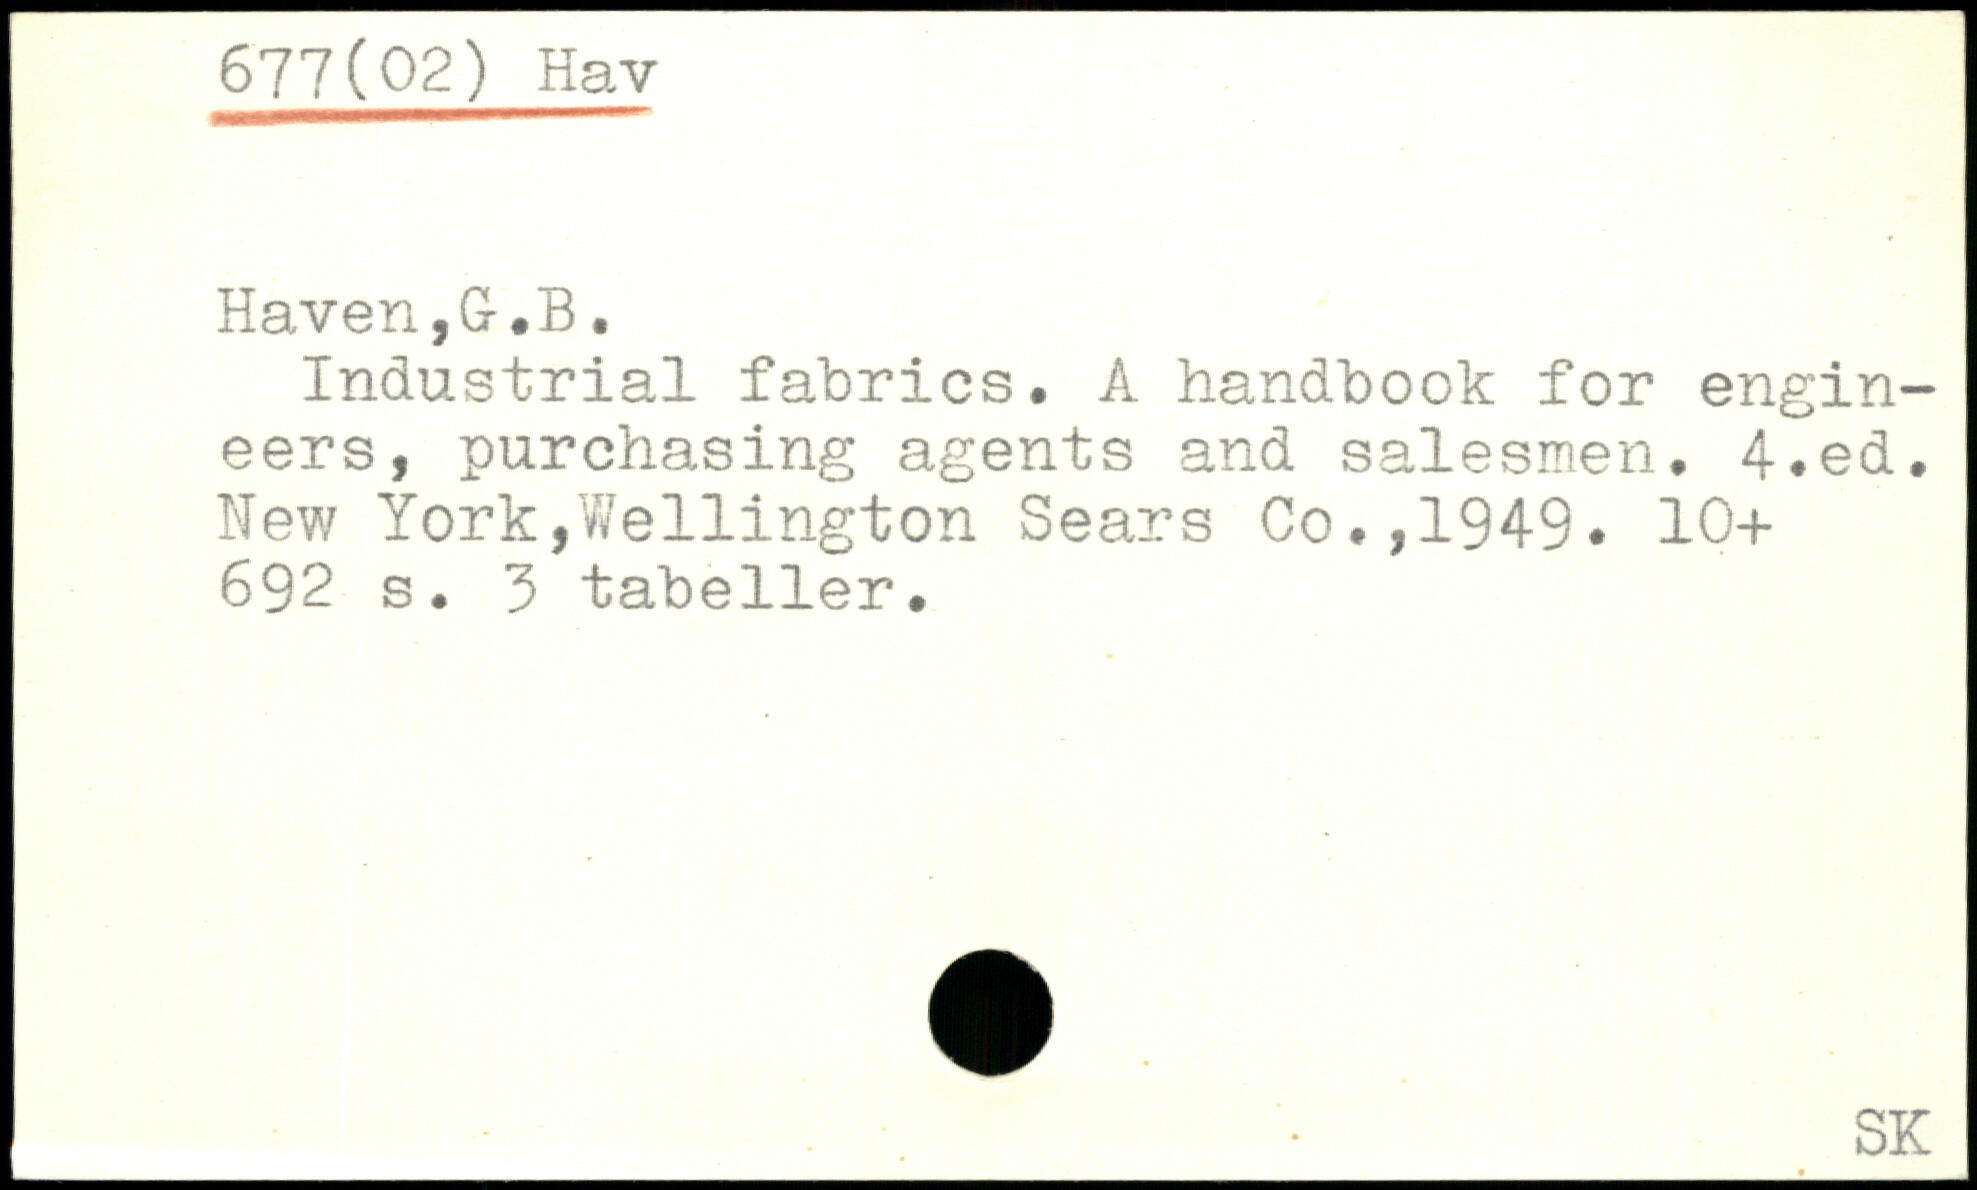 677(02) Hav
Haven,G.B.
Industrial fabrics. A handbook for engin-
eers, purchasing agents and salesmen. 4.ed.
New York,Wellington Sears Co.,1949. 10+
692 s. 3 tabeller.
SK